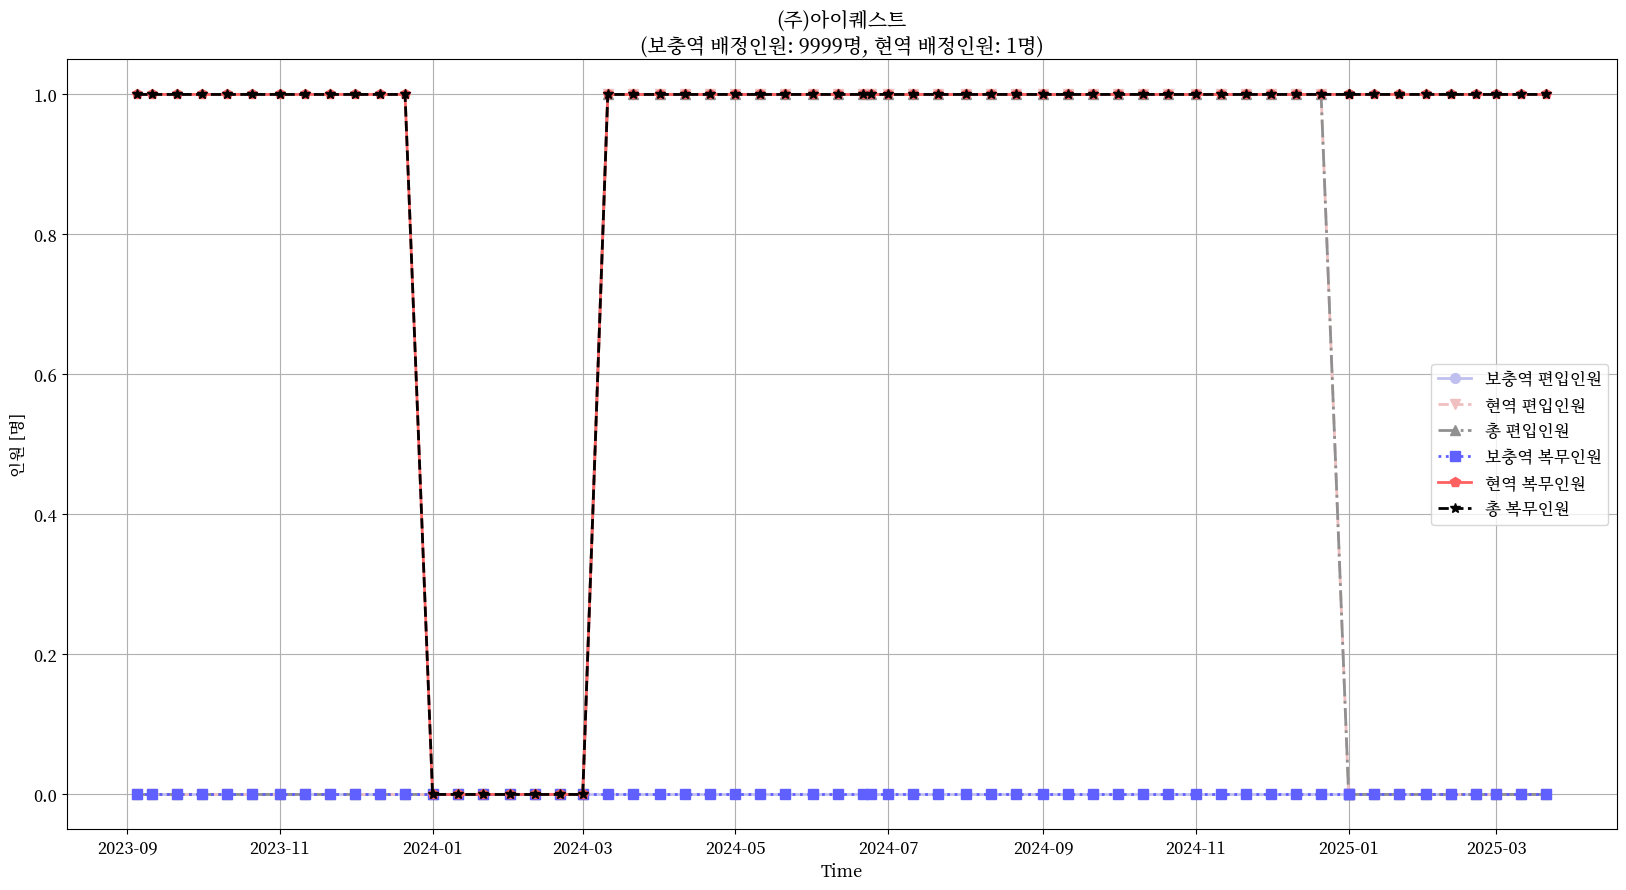 (주)아이퀘스트
(보충역 배정인원: 9999명, 현역 배정인원: 1명)
인원 [명]
1.0
0.8
0.6
0.4
0.2
0.0
보충역 편입인원
현역 편입인원
총 편입인원
보충역 복무인원
현역 복무인원
총 복무인원
2023-09 2023-11 2024-01 2024-03 2024-05 2024-07 2024-09 2024-11 2025-01 2025-03
Time